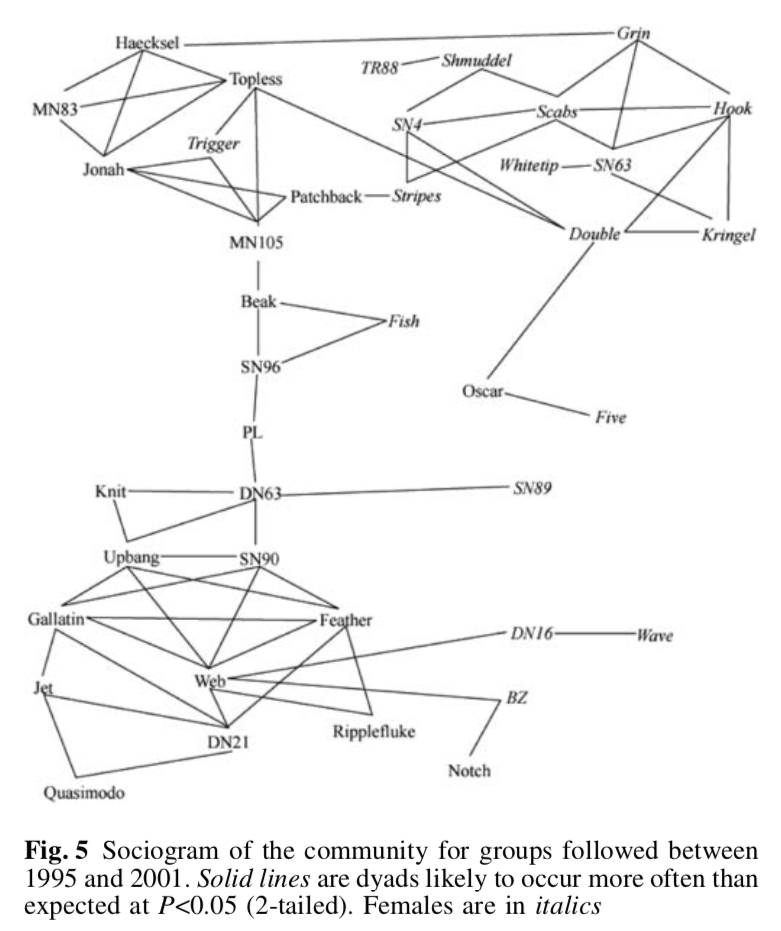 Grin
Haecksel
Shmuddel
TR88
Topless
MN83
Scabs
Hook
SN4
Trigger
Whitetip
SN63
Jonah
Patchback
Stripes
Double
Kringel
MN105
Beak
Fish
SN96
Oscar
Five
PL
Knit
DN63
SN89
Upbang
SN90
Gallatin
Feather
DN16
Wave
Web
Jet
BZ
Ripplefluke
DN21
Notch
Quasimodo
Fig. 5 Sociogram of the community for groups followed between
1995 and 2001. Solid lines are dyads likely to occur more often than
expected at P<0.05 (2-tailed). Females are in italics